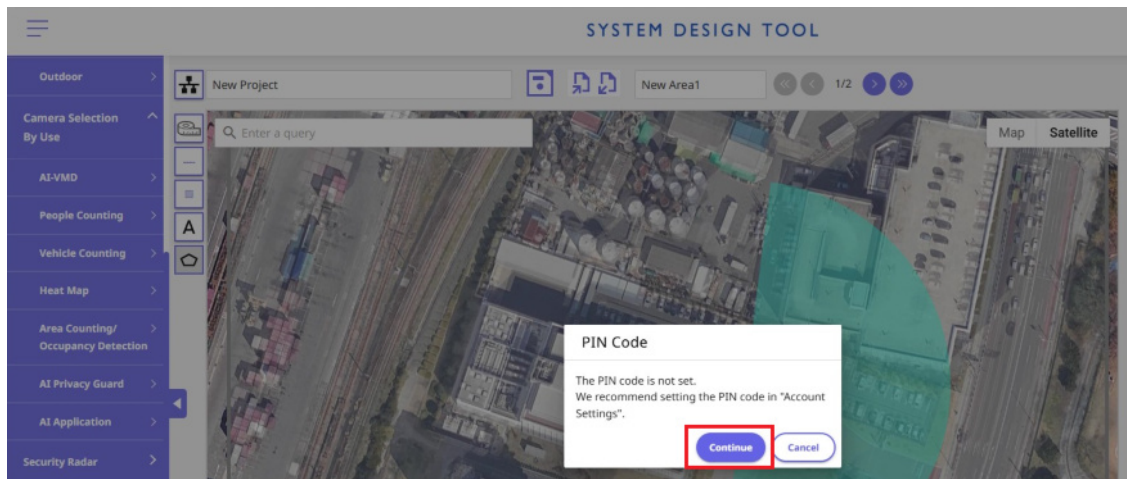 SYSTEM DESIGN TOOL
Outdoor
Camera Selection
By Use
AI-VMD
People Counting
Vehicle Counting
Heat Map
Area Counting/
Occupancy Detection
AI Privacy Guard
AI Application
Security Radar
New Project
New Area1
1/2
Enter a query
Map
Satellite
A
PIN Code
The PIN code is not set.
We recommend setting the PIN code in "Account
Settings".
Continue
Cancel